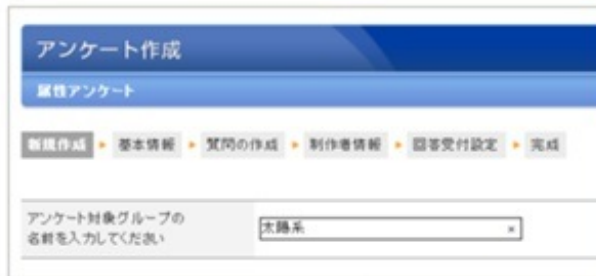 アンケート作成
属性アンケート
新規作成 ▸ 基本情報 ▸ 質問の作成 ▸ 制作者情報 ▸ 回答受付設定 ▸ 完成
アンケート対象グループの
名前を入力してください
太陽系 ×